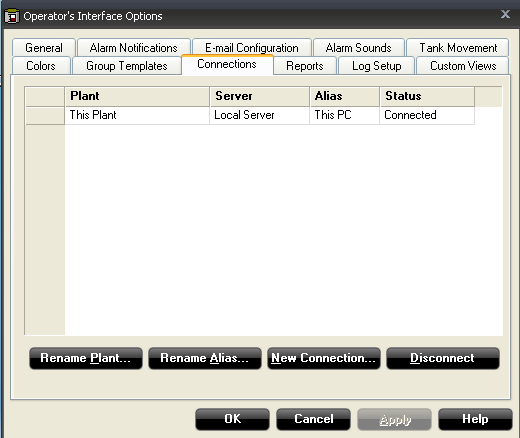 Operator's Interface Options
General Alarm Notifications E-mail Configuration Alarm Sounds Tank Movement
Colors Group Templates Connections Reports Log Setup Custom Views
Plant Server Alias Status
This Plant Local Server This PC Connected
Rename Plant... Rename Alias... New Connection... Disconnect
OK Cancel Apply Help